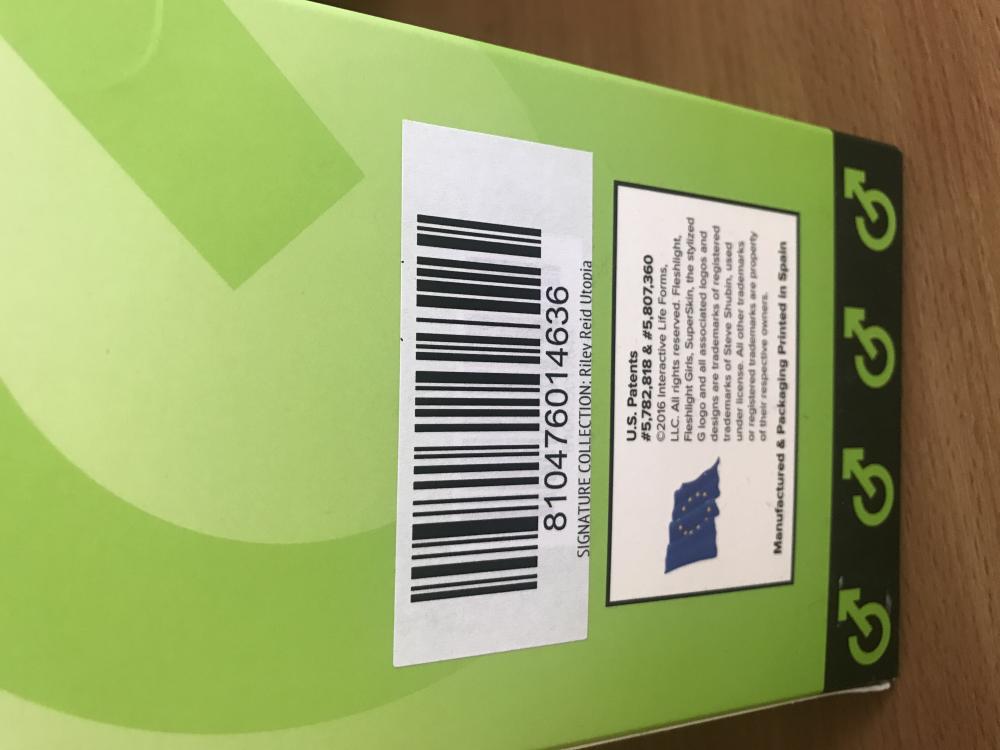 810476014636
SIGNATURE COLLECTION: Riley Reid Utopia
U.S. Patents
#5,782,818 & #5,807,360
©2016 Interactive Life Forms,
LLC. All rights reserved. Fleshlight,
Fleshlight Girls, SuperSkin, the stylized
G logo and all associated logos and
designs are trademarks of registered
trademarks of Steve Shubin, used
under license. All other trademarks
or registered trademarks are property
of their respective owners.
Manufactured & Packaging Printed in Spain